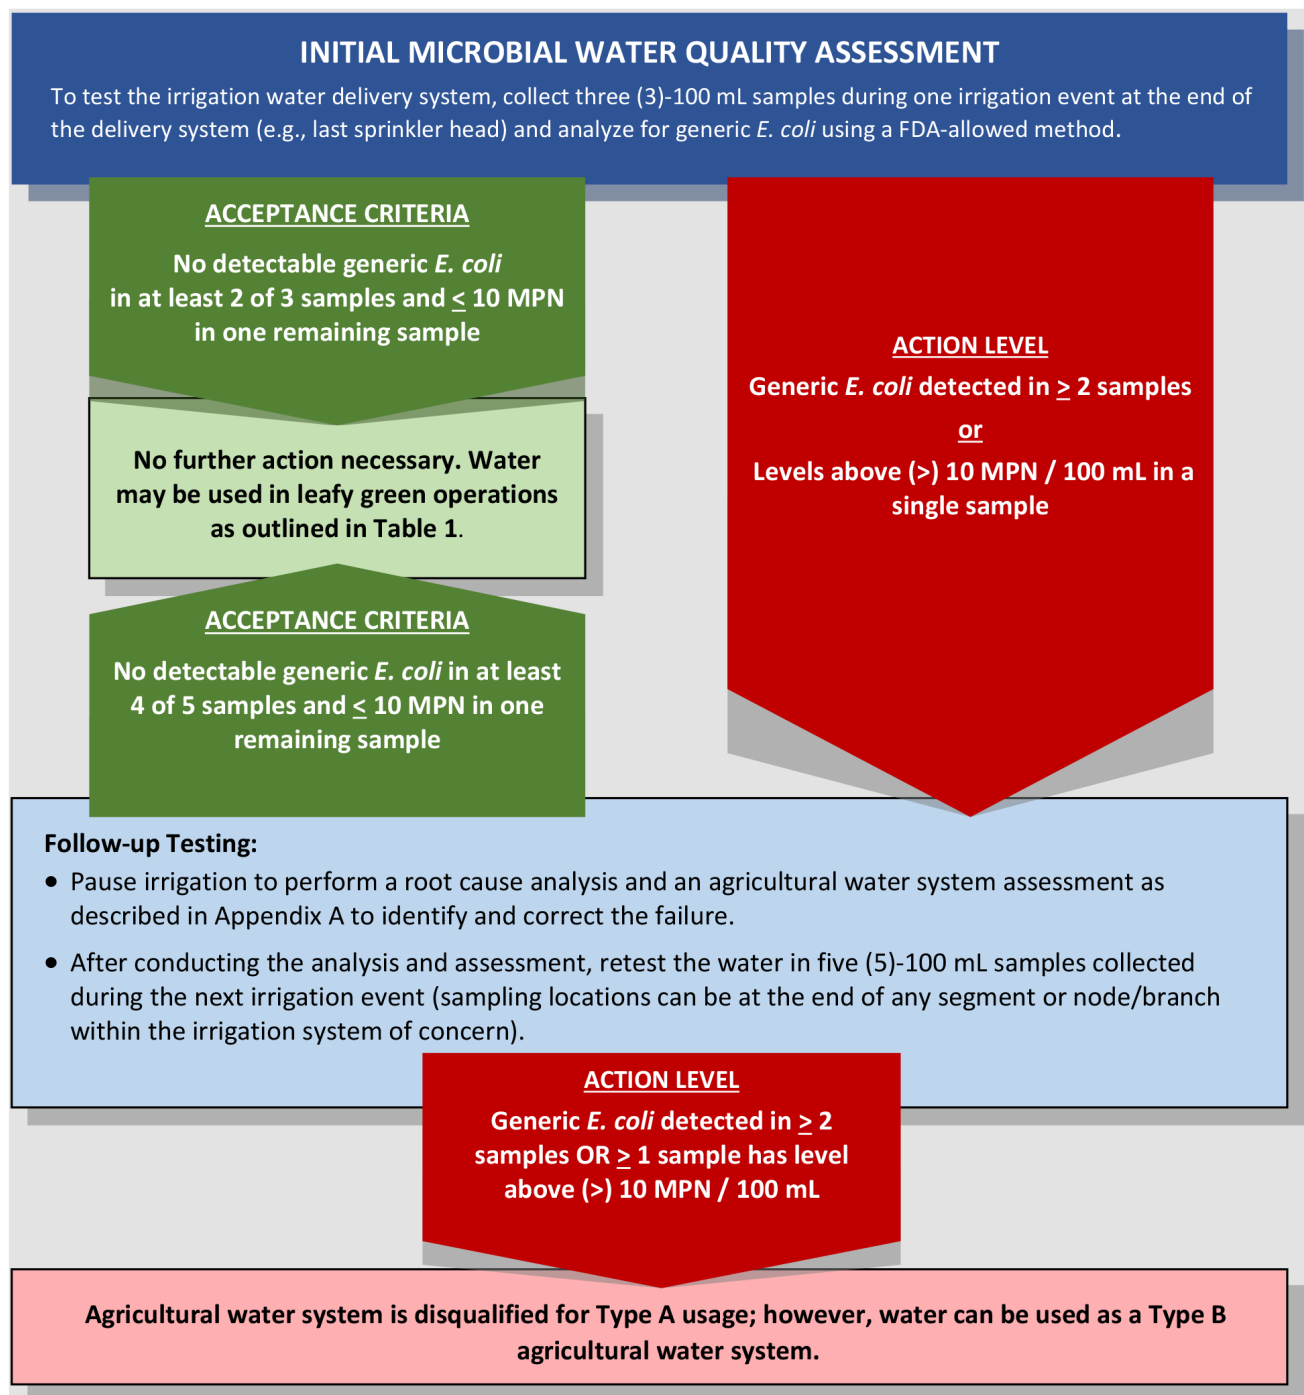 INITIAL MICROBIAL WATER QUALITY ASSESSMENT
To test the irrigation water delivery system, collect three (3)-100 mL samples during one irrigation event at the end of
the delivery system (e.g., last sprinkler head) and analyze for generic E. coli using a FDA-allowed method.
ACCEPTANCE CRITERIA
No detectable generic E. coli
in at least 2 of 3 samples and ≤ 10 MPN
in one remaining sample
No further action necessary. Water
may be used in leafy green operations
as outlined in Table 1.
ACCEPTANCE CRITERIA
No detectable generic E. coli in at least
4 of 5 samples and ≤ 10 MPN in one
remaining sample
ACTION LEVEL
Generic E. coli detected in ≥ 2 samples
or
Levels above (>) 10 MPN / 100 mL in a
single sample
Follow-up Testing:
• Pause irrigation to perform a root cause analysis and an agricultural water system assessment as
described in Appendix A to identify and correct the failure.
• After conducting the analysis and assessment, retest the water in five (5)-100 mL samples collected
during the next irrigation event (sampling locations can be at the end of any segment or node/branch
within the irrigation system of concern).
ACTION LEVEL
Generic E. coli detected in ≥ 2
samples OR ≥ 1 sample has level
above (>) 10 MPN / 100 mL
Agricultural water system is disqualified for Type A usage; however, water can be used as a Type B
agricultural water system.